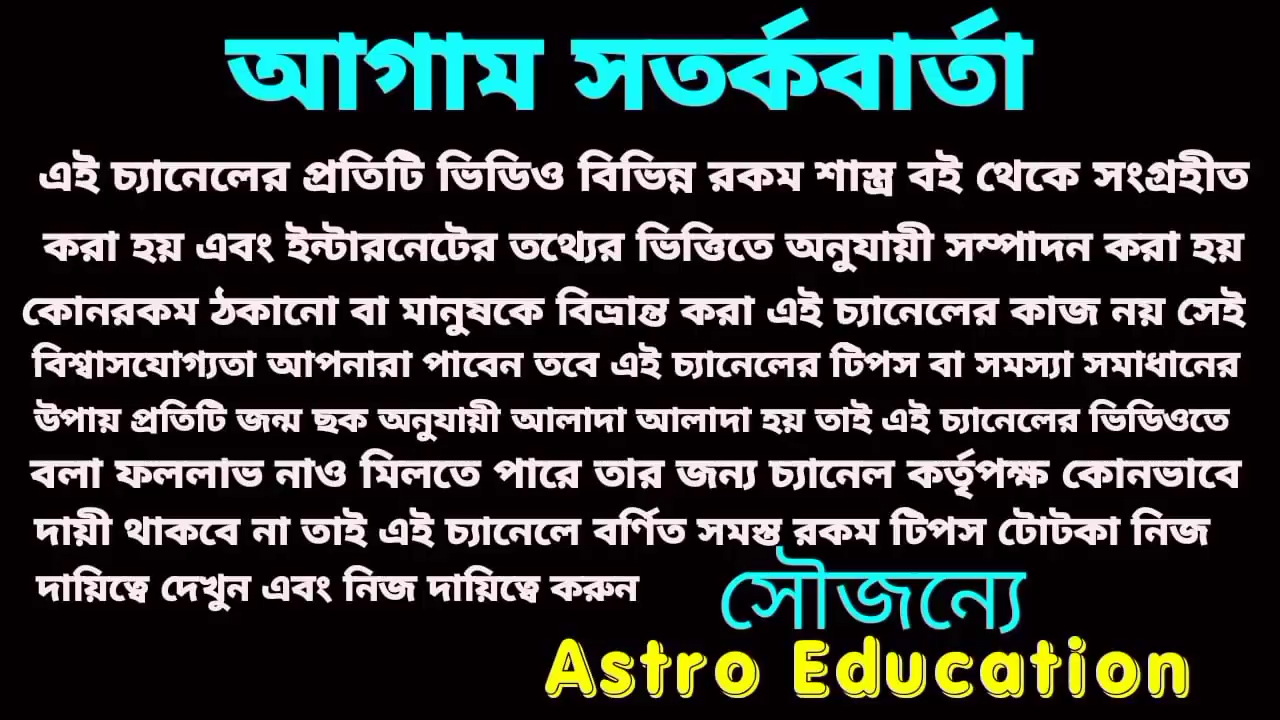 আগাম সতর্কবার্তা
এই চ্যানেলের প্রতিটি ভিডিও বিভিন্ন রকম শাস্ত্র বই থেকে সংগ্রহীত
করা হয় এবং ইন্টারনেটের তথ্যের ভিত্তিতে অনুযায়ী সম্পাদন করা হয়
কোনরকম ঠকানো বা মানুষকে বিভ্রান্ত করা এই চ্যানেলের কাজ নয় সেই
বিশ্বাসযোগ্যতা আপনারা পাবেন তবে এই চ্যানেলের টিপস বা সমস্যা সমাধানের
উপায় প্রতিটি জন্ম ছক অনুযায়ী আলাদা আলাদা হয় তাই এই চ্যানেলের ভিডিওতে
বলা ফললাভ নাও মিলতে পারে তার জন্য চ্যানেল কর্তৃপক্ষ কোনভাবে
দায়ী থাকবে না তাই এই চ্যানেলে বর্ণিত সমস্ত রকম টিপস টোটকা নিজ
দায়িত্বে দেখুন এবং নিজ দায়িত্বে করুন
সৌজন্যে
Astro Education